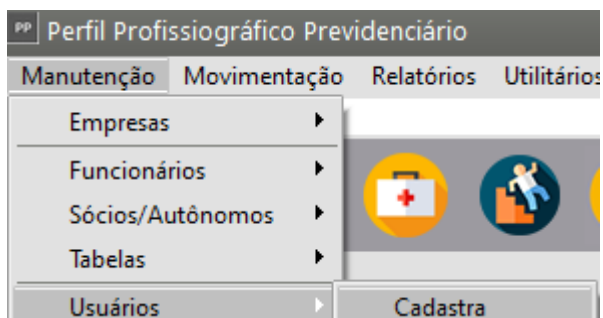 PP Perfil Profissiográfico Previdenciário
Manutenção Movimentação Relatórios Utilitários
Empresas
Funcionários
Sócios/Autônomos
Tabelas
Usuários Cadastra